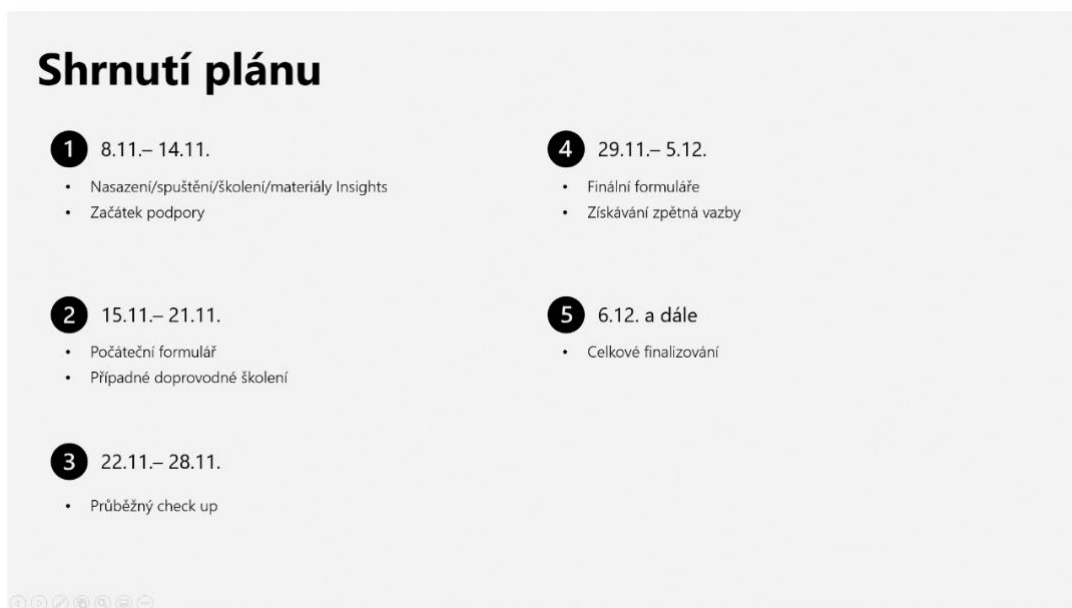 Shrnutí plánu
1 8.11.– 14.11.
• Nasazení/spuštění/školení/materiály Insights
• Začátek podpory
2 15.11.– 21.11.
• Počáteční formulář
• Případné doprovodné školení
3 22.11.– 28.11.
• Průběžný check up
4 29.11.– 5.12.
• Finální formuláře
• Získávání zpětná vazby
5 6.12. a dále
• Celkové finalizování